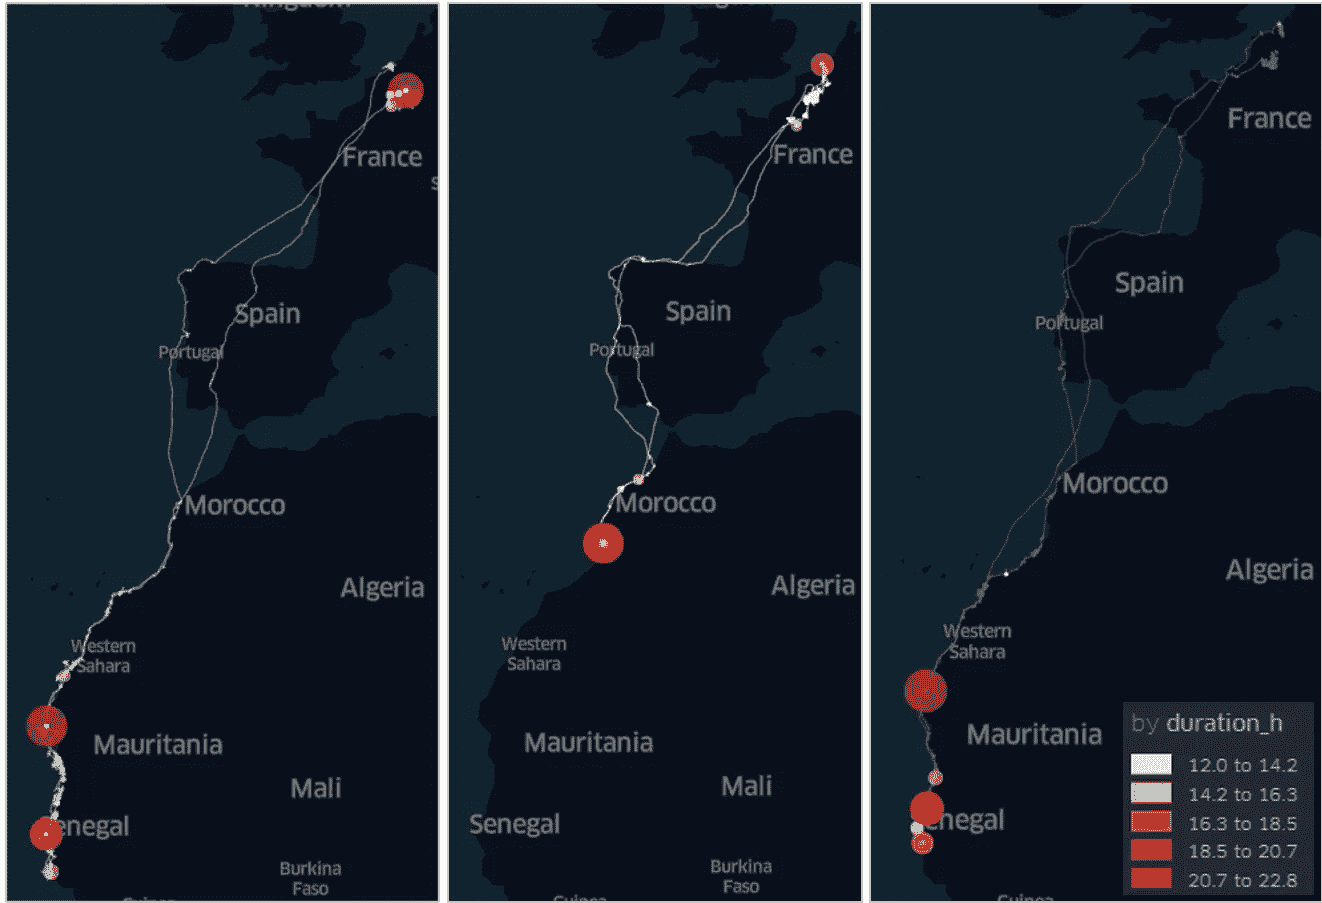 Kingdom
France
s
Spain
Portugal
Morocco
Algeria
Western
Sahara
Mauritania
Mali
enegal
Burkina
Faso
France
Spain
Portugal
Morocco
Algeria
Western
Sahara
Mauritania
Mali
Senegal
Burkina
Faso
France
Spain
Portugal
Morocco
Algeria
Western
Sahara
Mauritania
enegal
by duration_h
12.0 to 14.2
14.2 to 16.3
16.3 to 18.5
18.5 to 20.7
20.7 to 22.8